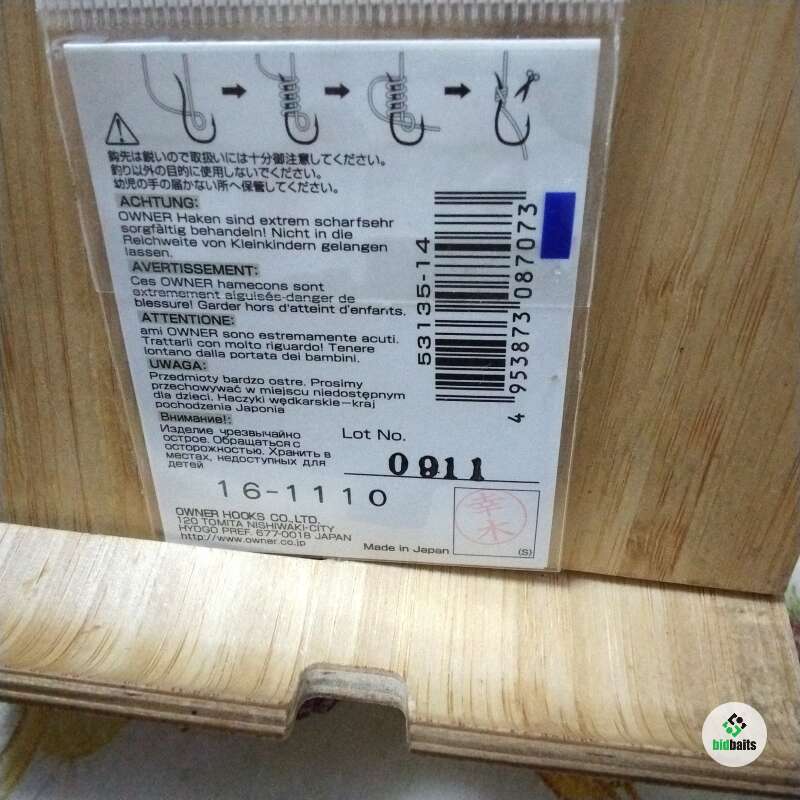 鈎先は鋭いので取扱いには十分御注意してください。
釣り以外の目的に使用しないでください。
幼児の手の届かない所へ保管してください。
ACHTUNG:
OWNER Haken sind extrem scharfsehr
sorgfältig behandeln! Nicht in die
Reichweite von Kleinkindern gelangen
lassen.
AVERTISSEMENT:
Ces OWNER hamecons sont
extremement aiguisés-danger de
blessure! Garder hors d'atteint d'enfants.
ATTENTIONE:
ami OWNER sono estremamente acuti.
Trattarli con molto riguardo! Tenere
lontano dalla portata dei bambini.
UWAGA:
Przedmioty bardzo ostre. Prosimy
przechowywać w miejscu niedostępnym
dla dzieci. Haczyki wędkarskie-kraj
pochodzenia Japonia
Внимание!:
Изделие чрезвычайно
острое. Обращаться с
осторожностью. Хранить в
местах, недоступных для
детей
53135-14
4 953873 087073
Lot No.
0911
16-1110
OWNER HOOKS CO.,LTD.
120 TOMITA NISHIWAKI-CITY
HYOGO PREF. 677-0018 JAPAN
http://www.owner.co.jp
Made in Japan
(S)
bidbaits